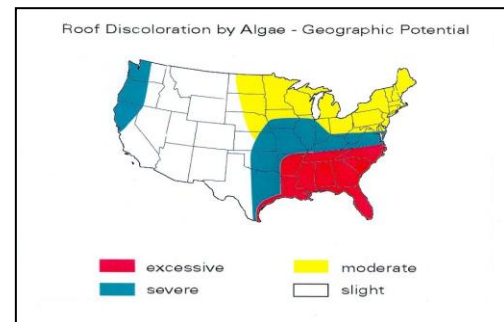 Roof Discoloration by Algae - Geographic Potential
excessive moderate
severe slight